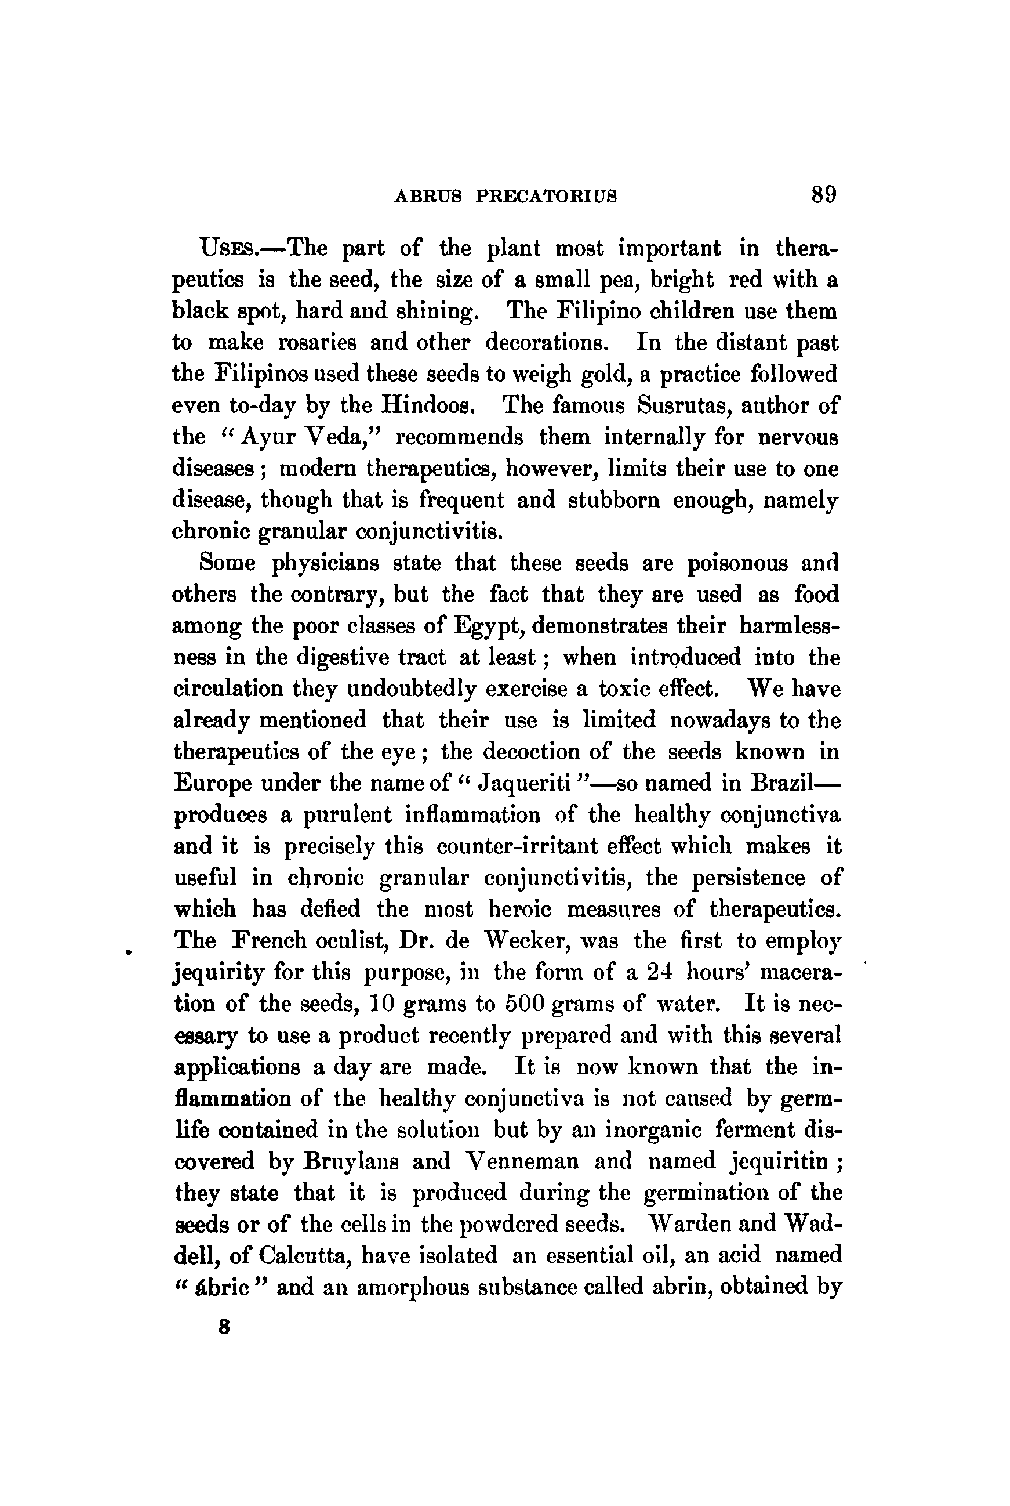 ABRUS PRECATORIUS 89
USES.—The part of the plant most important in thera-
peutics is the seed, the size of a small pea, bright red with a
black spot, hard and shining. The Filipino children use them
to make rosaries and other decorations. In the distant past
the Filipinos used these seeds to weigh gold, a practice followed
even to-day by the Hindoos. The famous Susrutas, author of
the “Ayur Veda,” recommends them internally for nervous
diseases; modern therapeutics, however, limits their use to one
disease, though that is frequent and stubborn enough, namely
chronic granular conjunctivitis.
Some physicians state that these seeds are poisonous and
others the contrary, but the fact that they are used as food
among the poor classes of Egypt, demonstrates their harmless-
ness in the digestive tract at least; when introduced into the
circulation they undoubtedly exercise a toxic effect. We have
already mentioned that their use is limited nowadays to the
therapeutics of the eye; the decoction of the seeds known in
Europe under the name of “Jaqueriti”—so named in Brazil—
produces a purulent inflammation of the healthy conjunctiva
and it is precisely this counter-irritant effect which makes it
useful in chronic granular conjunctivitis, the persistence of
which has defied the most heroic measures of therapeutics.
The French oculist, Dr. de Wecker, was the first to employ
jequirity for this purpose, in the form of a 24 hours’ macera-
tion of the seeds, 10 grams to 500 grams of water. It is nec-
essary to use a product recently prepared and with this several
applications a day are made. It is now known that the in-
flammation of the healthy conjunctiva is not caused by germ-
life contained in the solution but by an inorganic ferment dis-
covered by Bruylans and Venneman and named jequiritin;
they state that it is produced during the germination of the
seeds or of the cells in the powdered seeds. Warden and Wad-
dell, of Calcutta, have isolated an essential oil, an acid named
“ábric” and an amorphous substance called abrin, obtained by
8